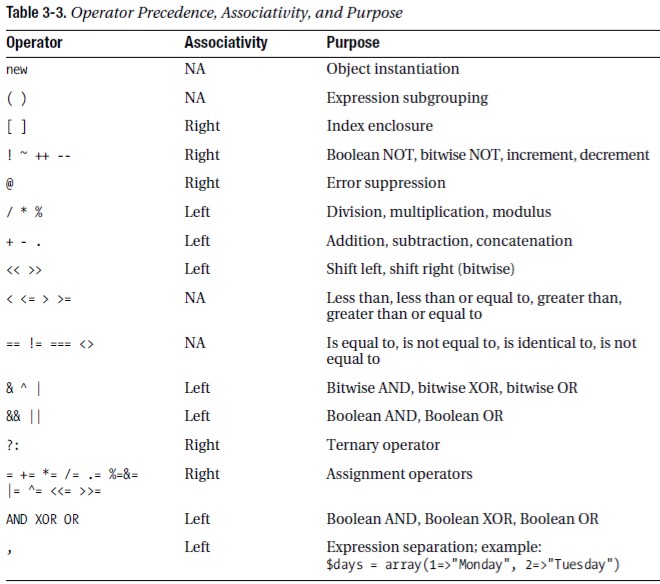 Table 3-3. Operator Precedence, Associativity, and Purpose
Operator Associativity Purpose
new NA Object instantiation
( ) NA Expression subgrouping
[ ] Right Index enclosure
! ~ ++ -- Right Boolean NOT, bitwise NOT, increment, decrement
@ Right Error suppression
/ * % Left Division, multiplication, modulus
+ - . Left Addition, subtraction, concatenation
<< >> Left Shift left, shift right (bitwise)
< <= > >= NA Less than, less than or equal to, greater than,
greater than or equal to
== != === <> NA Is equal to, is not equal to, is identical to, is not
equal to
& ^ | Left Bitwise AND, bitwise XOR, bitwise OR
&& || Left Boolean AND, Boolean OR
?: Right Ternary operator
= += *= /= .= %=&= Right Assignment operators
|= ^= <<= >>=
AND XOR OR Left Boolean AND, Boolean XOR, Boolean OR
, Left Expression separation; example:
$days = array(1=>"Monday", 2=>"Tuesday")